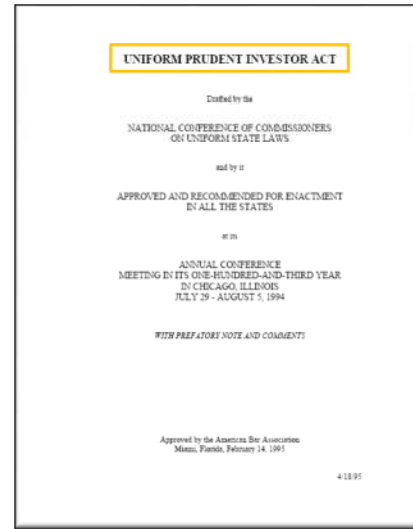 UNIFORM PRUDENT INVESTOR ACT
Drafted by the
NATIONAL CONFERENCE OF COMMISSIONERS
ON UNIFORM STATE LAWS
and by it
APPROVED AND RECOMMENDED FOR ENACTMENT
IN ALL THE STATES
at its
ANNUAL CONFERENCE
MEETING IN ITS ONE-HUNDRED-AND-THIRD YEAR
IN CHICAGO, ILLINOIS
JULY 29 - AUGUST 5, 1994
WITH PREFATORY NOTE AND COMMENTS
Approved by the American Bar Association
Miami, Florida, February 14, 1995
4/18/95